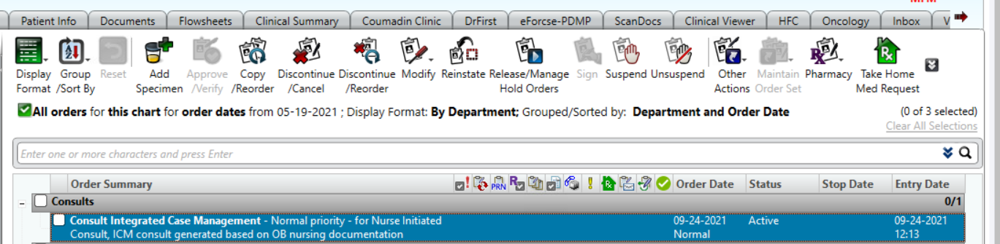 Patient Info Documents Flowsheets Clinical Summary Coumadin Clinic DrFirst eForcse-PDMP ScanDocs Clinical Viewer HFC Oncology Inbox V
Display Format
Group /Sort By
Reset
Add Specimen
Approve /Verify
Copy /Reorder
Discontinue /Cancel
Discontinue /Reorder
Modify
Reinstate
Release/Manage Hold Orders
Sign
Suspend
Unsuspend
Other Actions
Maintain Order Set
Pharmacy
Take Home Med Request
All orders for this chart for order dates from 05-19-2021 ; Display Format: By Department; Grouped/Sorted by: Department and Order Date (0 of 3 selected)
Clear All Selections
Enter one or more characters and press Enter
Order Summary PRN Order Date Status Stop Date Entry Date
Consults 0/1
Consult Integrated Case Management - Normal priority - for Nurse Initiated 09-24-2021 Active 09-24-2021
Consult, ICM consult generated based on OB nursing documentation Normal 12:13